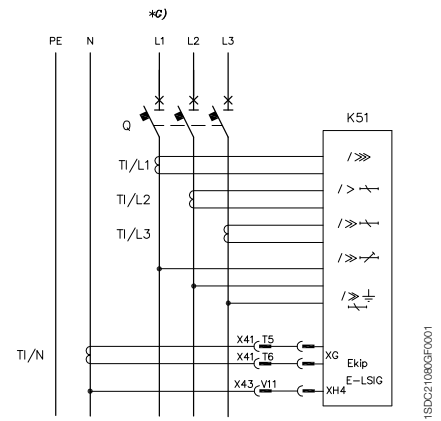 *G)
PE N L1 L2 L3
K51
Q
TI/L1
TI/L2
TI/L3
/ >>>
/ >
/ >>
/ >>
/ >>
X41 T5
X41 T6
XG
TI/N
Ekip
E-LSIG
X43 V11
XH4
1SDC21080GF0001